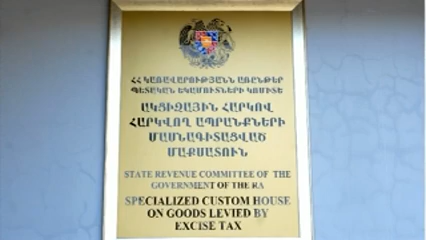 ՀՀ ԿԱՌԱՎԱՐՈՒԹՅԱՆՆ ԱՌԸՆԹԵՐ
ՊԵՏԱԿԱՆ ԵԿԱՄՈՒՏՆԵՐԻ ԿՈՄԻՏԵ
ԱԿՑԻԶԱՅԻՆ ՀԱՐԿՈՎ
ՀԱՐԿՎՈՂ ԱՊՐԱՆՔՆԵՐԻ
ՄԱՍՆԱԳԻՏԱՑՎԱԾ
ՄԱՔՍԱՏՈՒՆ
STATE REVENUE COMMITTEE OF THE
GOVERNMENT OF THE RA
SPECIALIZED CUSTOM HOUSE
ON GOODS LEVIED BY
EXCISE TAX